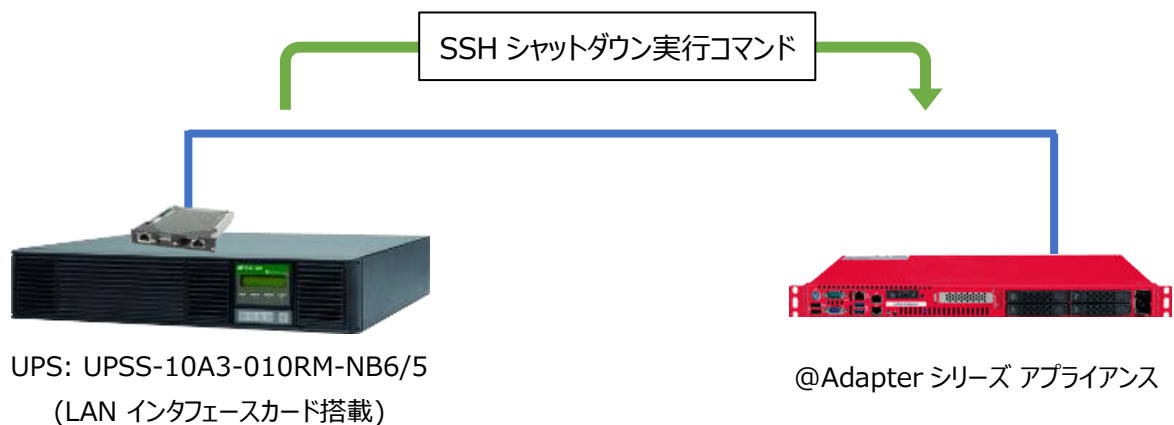 SSH シャットダウン実行コマンド
UPS: UPSS-10A3-010RM-NB6/5
(LAN インタフェースカード搭載)
@Adapter シリーズ アプライアンス